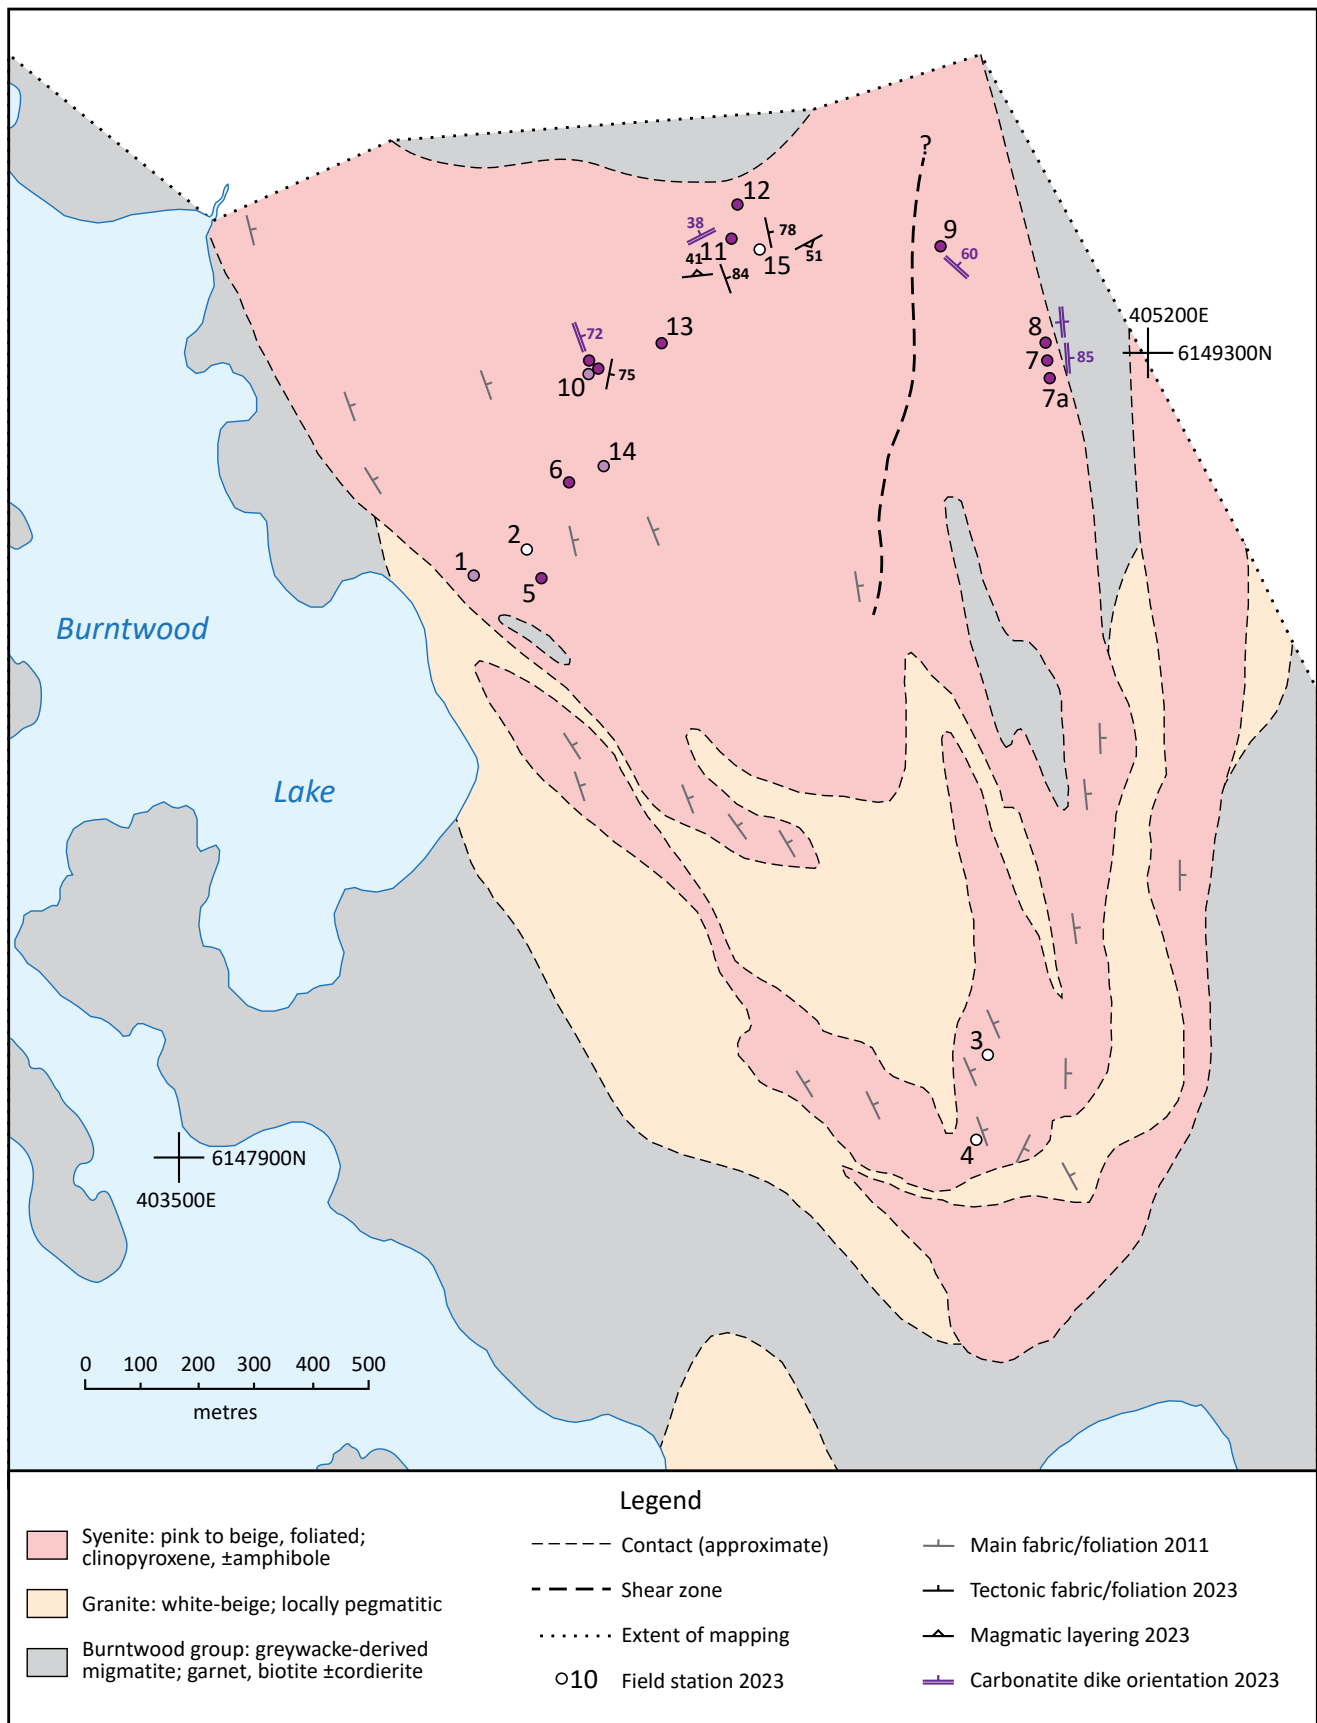 ?
12
38
11
78
15
51
41
84
9
60
405200E
6149300N
8
7
85
7a
13
72
10
75
14
6
2
1
5
Burntwood
Lake
3
4
6147900N
403500E
0 100 200 300 400 500
metres
Legend
Syenite: pink to beige, foliated;
clinopyroxene, ±amphibole
Granite: white-beige; locally pegmatitic
Burntwood group: greywacke-derived
migmatite; garnet, biotite ±cordierite
Contact (approximate)
Shear zone
Extent of mapping
10 Field station 2023
Main fabric/foliation 2011
Tectonic fabric/foliation 2023
Magmatic layering 2023
Carbonatite dike orientation 2023